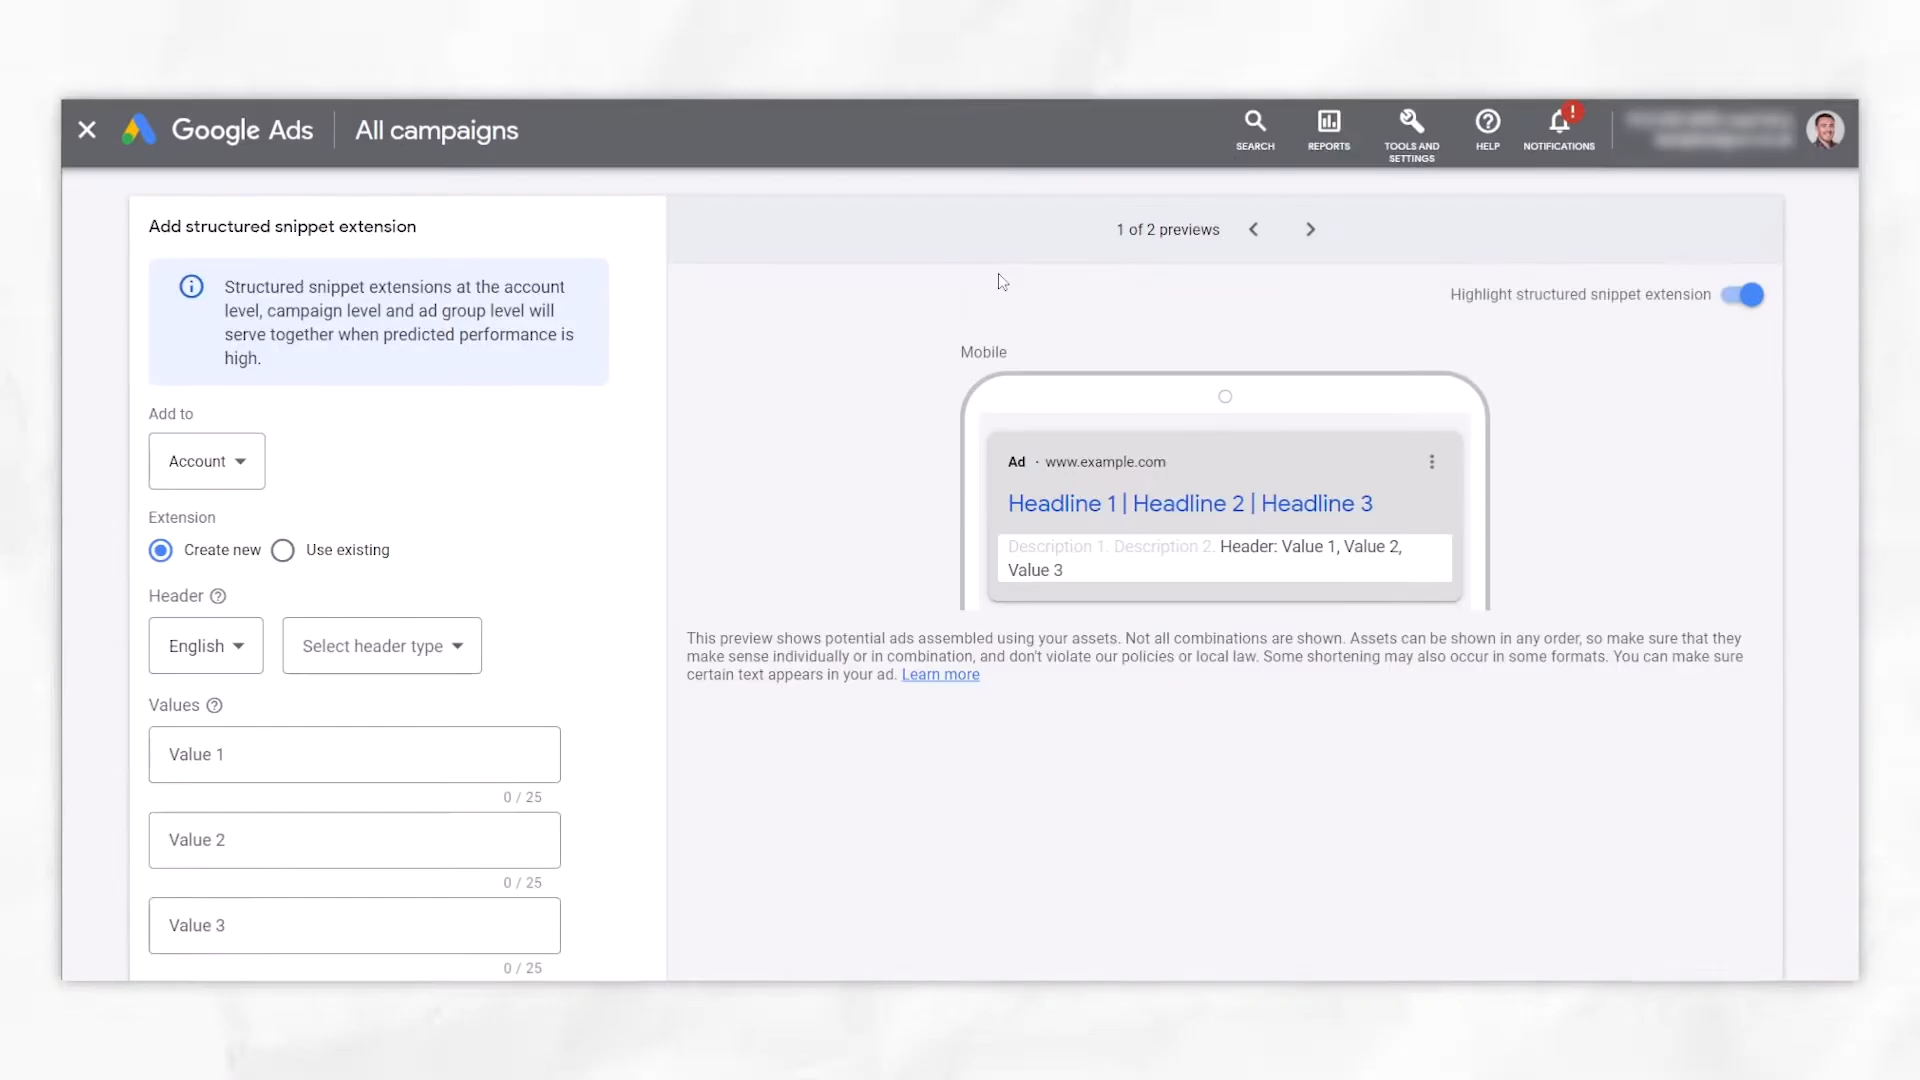 Google Ads
All campaigns
SEARCH
REPORTS
TOOLS AND
SETTINGS
HELP
!
NOTIFICATIONS
Add structured snippet extension
Structured snippet extensions at the account
level, campaign level and ad group level will
serve together when predicted performance is
high.
Add to
Account
Extension
Create new
Use existing
Header
English
Select header type
Values
Value 1
0 / 25
Value 2
0 / 25
Value 3
0 / 25
1 of 2 previews
Highlight structured snippet extension
Mobile
Ad · www.example.com
Headline 1 | Headline 2 | Headline 3
Description 1. Description 2. Header: Value 1, Value 2,
Value 3
This preview shows potential ads assembled using your assets. Not all combinations are shown. Assets can be shown in any order, so make sure that they
make sense individually or in combination, and don't violate our policies or local law. Some shortening may also occur in some formats. You can make sure
certain text appears in your ad. Learn more